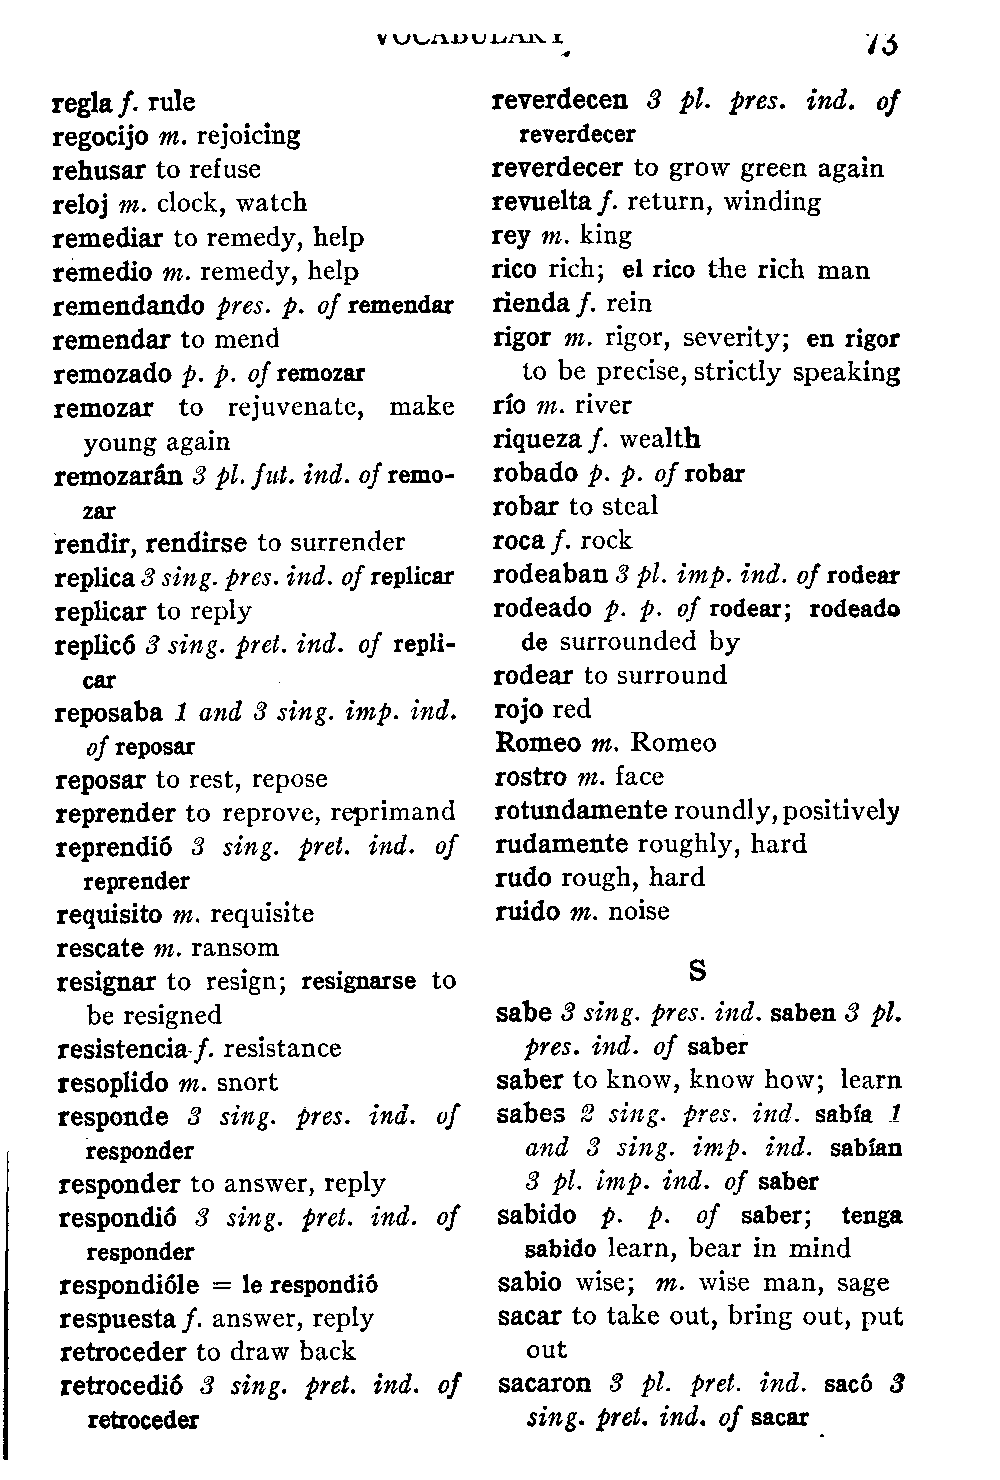 VOCABULARY
73
regla f. rule
regocijo m. rejoicing
rehusar to refuse
reloj m. clock, watch
remediar to remedy, help
remedio m. remedy, help
remendando pres. p. of remendar
remendar to mend
remozado p. p. of remozar
remozar to rejuvenate, make
young again
remozarán 3 pl. fut. ind. of remo-
zar
rendir, rendirse to surrender
replica 3 sing. pres. ind. of replicar
replicar to reply
replicó 3 sing. pret. ind. of repli-
car
reposaba 1 and 3 sing. imp. ind.
of reposar
reposar to rest, repose
reprender to reprove, reprimand
reprendió 3 sing. pret. ind. of
reprender
requisito m. requisite
rescate m. ransom
resignar to resign; resignarse to
be resigned
resistencia f. resistance
resoplido m. snort
responde 3 sing. pres. ind. of
responder
responder to answer, reply
respondió 3 sing. pret. ind. of
responder
respondióle = le respondió
respuesta f. answer, reply
retroceder to draw back
retrocedió 3 sing. pret. ind. of
retroceder
reverdecen 3 pl. pres. ind. of
reverdecer
reverdecer to grow green again
revuelta f. return, winding
rey m. king
rico rich; el rico the rich man
rienda f. rein
rigor m. rigor, severity; en rigor
to be precise, strictly speaking
río m. river
riqueza f. wealth
robado p. p. of robar
robar to steal
roca f. rock
rodeaban 3 pl. imp. ind. of rodear
rodeado p. p. of rodear; rodeado
de surrounded by
rodear to surround
rojo red
Romeo m. Romeo
rostro m. face
rotundamente roundly, positively
rudamente roughly, hard
rudo rough, hard
ruido m. noise
S
sabe 3 sing. pres. ind. saben 3 pl.
pres. ind. of saber
saber to know, know how; learn
sabes 2 sing. pres. ind. sabía 1
and 3 sing. imp. ind. sabían
3 pl. imp. ind. of saber
sabido p. p. of saber; tenga
sabido learn, bear in mind
sabio wise; m. wise man, sage
sacar to take out, bring out, put
out
sacaron 3 pl. pret. ind. sacó 3
sing. pret. ind. of sacar